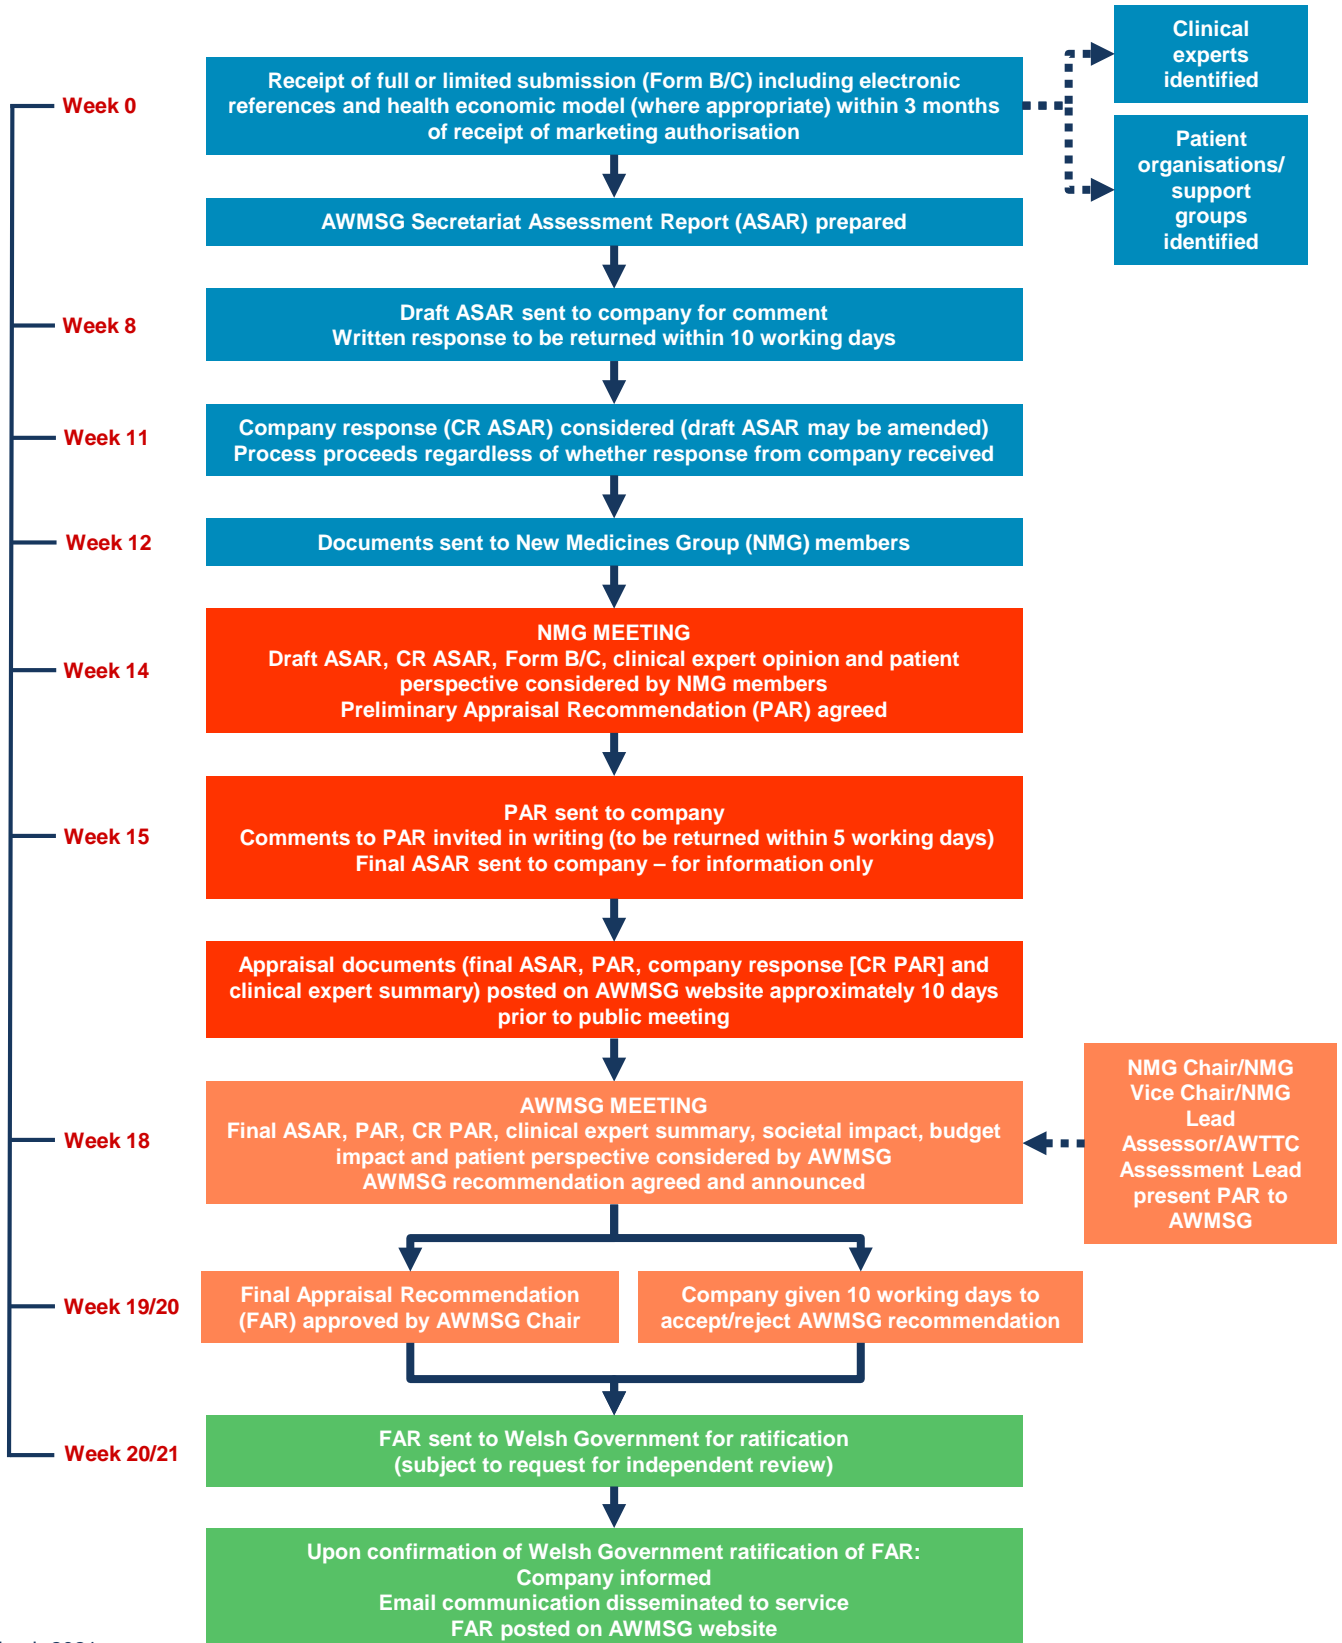 Clinical
experts
identified
Week 0
Receipt of full or limited submission (Form B/C) including electronic
references and health economic model (where appropriate) within 3 months
of receipt of marketing authorisation
Patient
organisations/
support
groups
identified
AWMSG Secretariat Assessment Report (ASAR) prepared
Week 8
Draft ASAR sent to company for comment
Written response to be returned within 10 working days
Week 11
Company response (CR ASAR) considered (draft ASAR may be amended)
Process proceeds regardless of whether response from company received
Week 12
Documents sent to New Medicines Group (NMG) members
Week 14
NMG MEETING
Draft ASAR, CR ASAR, Form B/C, clinical expert opinion and patient
perspective considered by NMG members
Preliminary Appraisal Recommendation (PAR) agreed
Week 15
PAR sent to company
Comments to PAR invited in writing (to be returned within 5 working days)
Final ASAR sent to company – for information only
Appraisal documents (final ASAR, PAR, company response [CR PAR] and
clinical expert summary) posted on AWMSG website approximately 10 days
prior to public meeting
Week 18
AWMSG MEETING
Final ASAR, PAR, CR PAR, clinical expert summary, societal impact, budget
impact and patient perspective considered by AWMSG
AWMSG recommendation agreed and announced
NMG Chair/NMG
Vice Chair/NMG
Lead
Assessor/AWTTC
Assessment Lead
present PAR to
AWMSG
Week 19/20
Final Appraisal Recommendation
(FAR) approved by AWMSG Chair
Company given 10 working days to
accept/reject AWMSG recommendation
Week 20/21
FAR sent to Welsh Government for ratification
(subject to request for independent review)
Upon confirmation of Welsh Government ratification of FAR:
Company informed
Email communication disseminated to service
FAR posted on AWMSG website